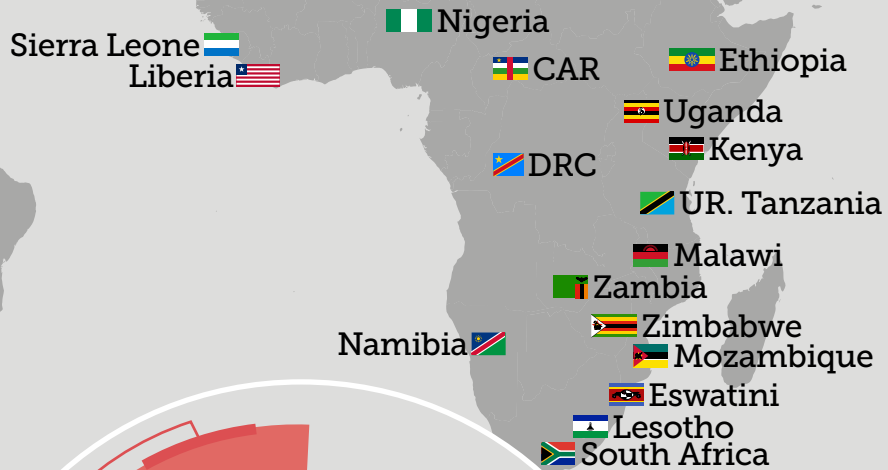 Nigeria
Sierra Leone
CAR
Ethiopia
Liberia
Uganda
Kenya
DRC
UR. Tanzania
Malawi
Zambia
Zimbabwe
Namibia
Mozambique
Eswatini
Lesotho
South Africa